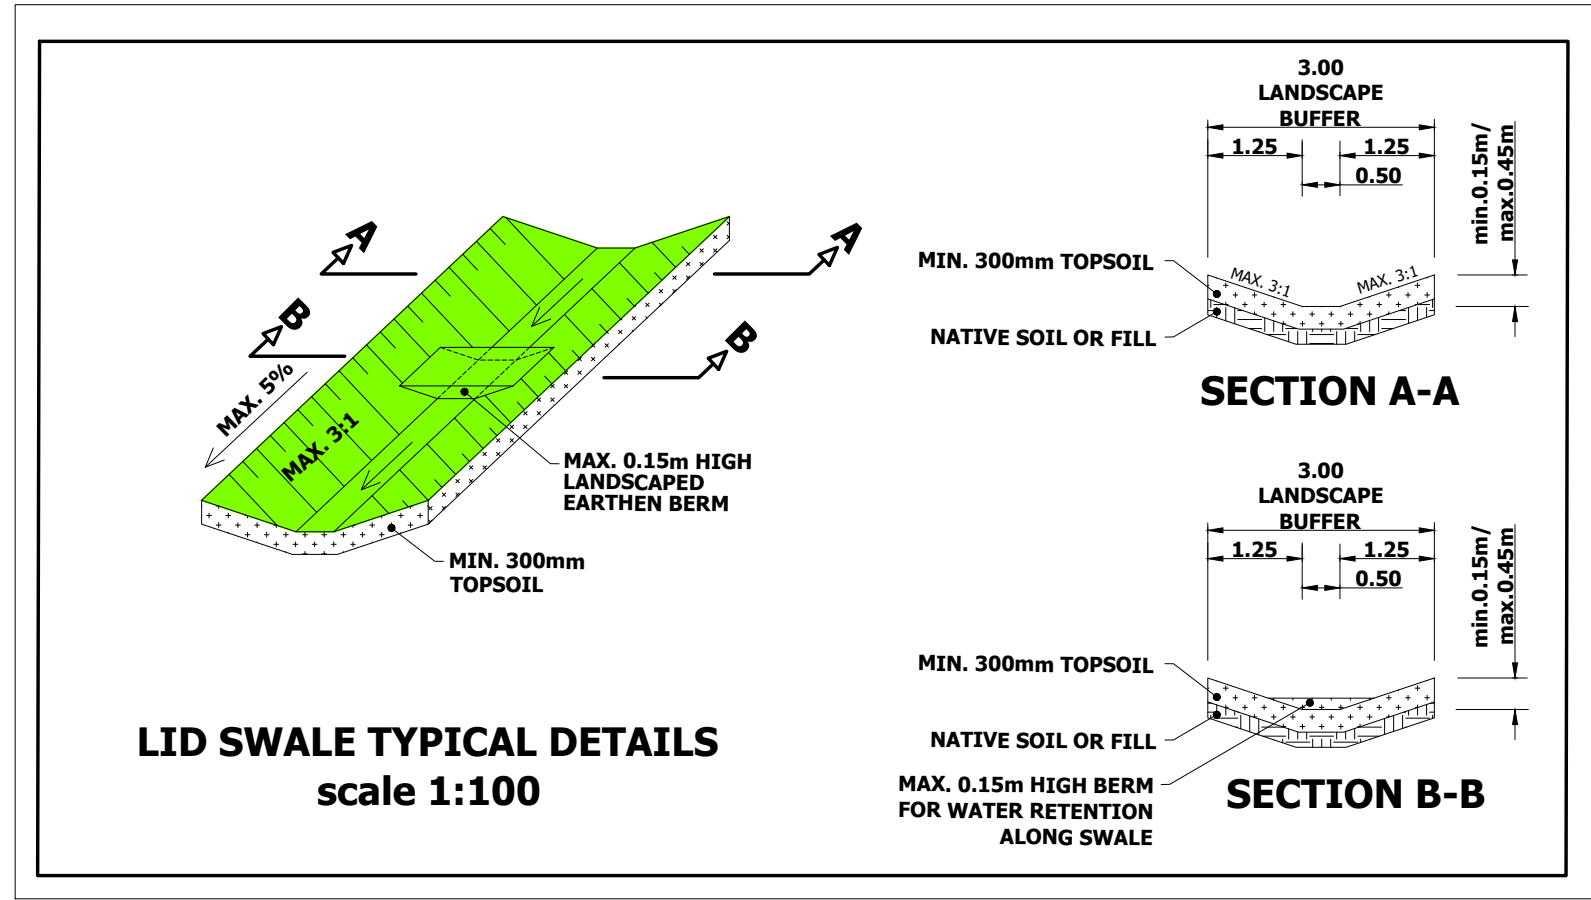 A
A
B
B
MAX. 5%
MAX. 3:1
MAX. 0.15m HIGH
LANDSCAPED
EARTHEN BERM
MIN. 300mm
TOPSOIL
LID SWALE TYPICAL DETAILS
scale 1:100
3.00
LANDSCAPE
BUFFER
1.25
1.25
0.50
min.0.15m/
max.0.45m
MIN. 300mm TOPSOIL
MAX. 3:1
MAX. 3:1
NATIVE SOIL OR FILL
SECTION A-A
3.00
LANDSCAPE
BUFFER
1.25
1.25
0.50
min.0.15m/
max.0.45m
MIN. 300mm TOPSOIL
NATIVE SOIL OR FILL
MAX. 0.15m HIGH BERM
FOR WATER RETENTION
ALONG SWALE
SECTION B-B